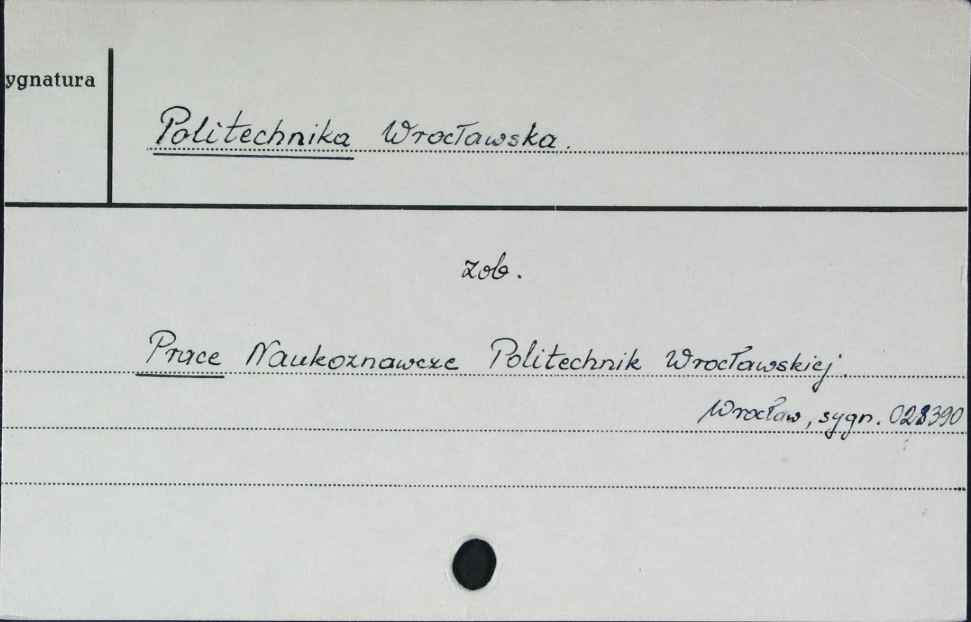 ygnatura
Politechnika Wrocławska.
zob.
Prace Naukoznawcze Politechnik Wrocławskiej.
Wrocław, sygn. 028390